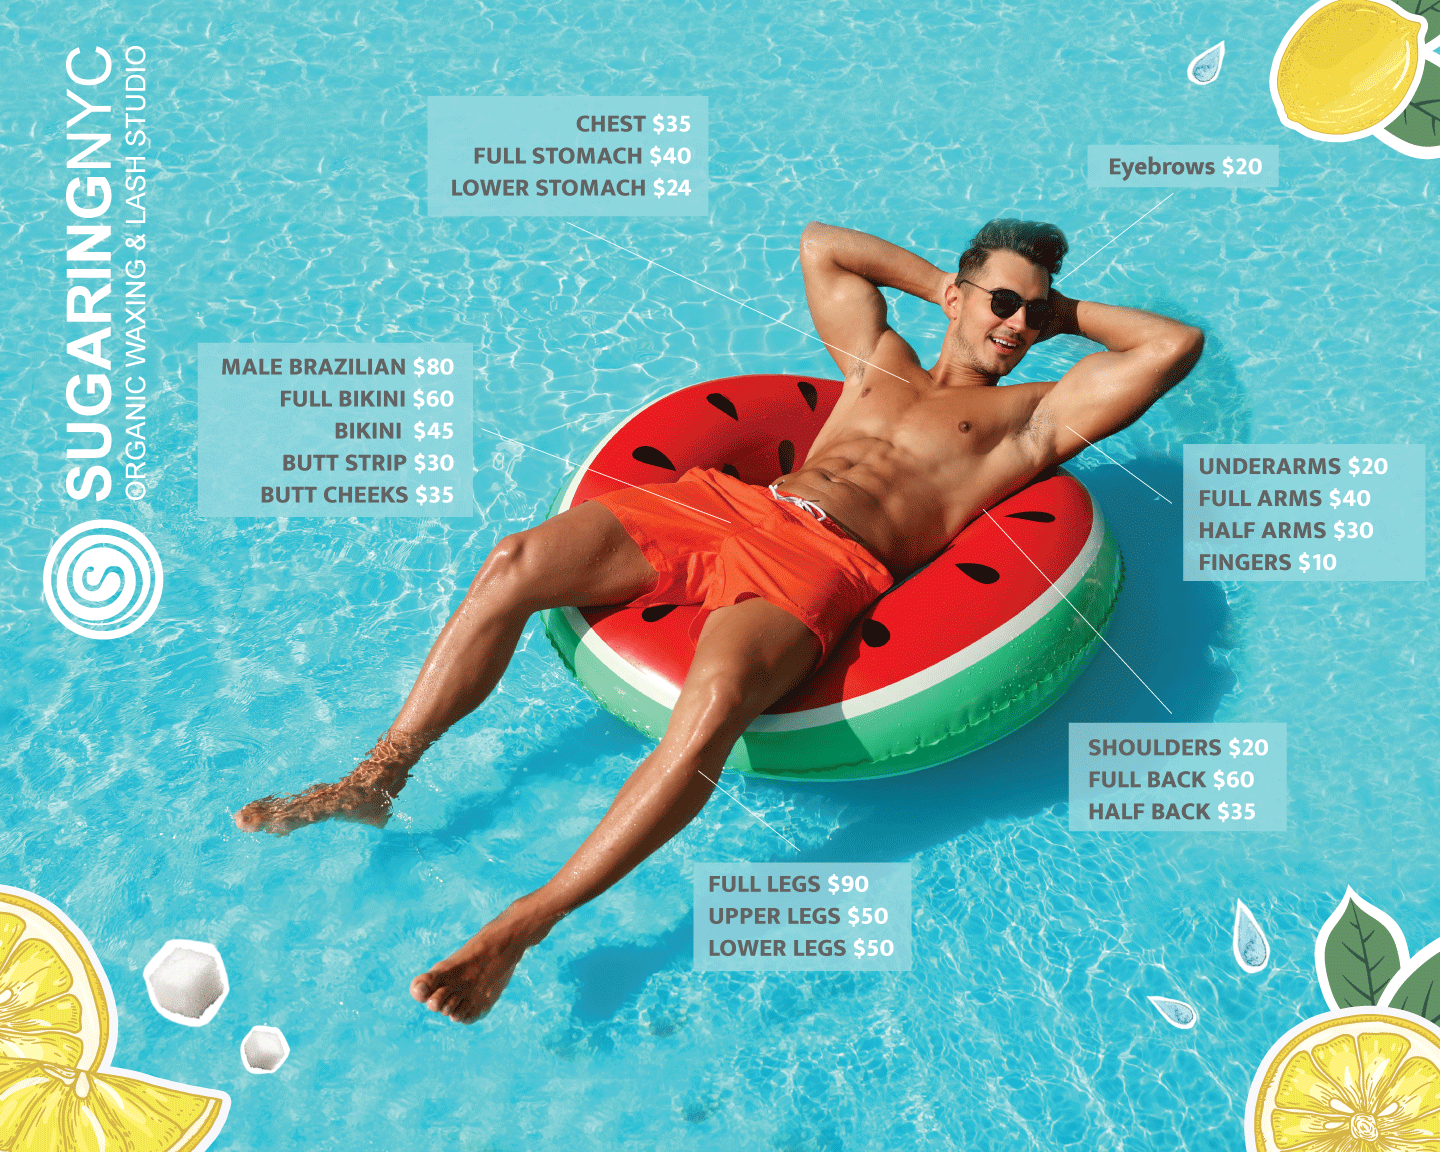 SUGARINGNYC
ORGANIC WAXING & LASH STUDIO
S
CHEST $35
FULL STOMACH $40
LOWER STOMACH $24
Eyebrows $20
MALE BRAZILIAN $80
FULL BIKINI $60
BIKINI $45
BUTT STRIP $30
BUTT CHEEKS $35
UNDERARMS $20
FULL ARMS $40
HALF ARMS $30
FINGERS $10
SHOULDERS $20
FULL BACK $60
HALF BACK $35
FULL LEGS $90
UPPER LEGS $50
LOWER LEGS $50